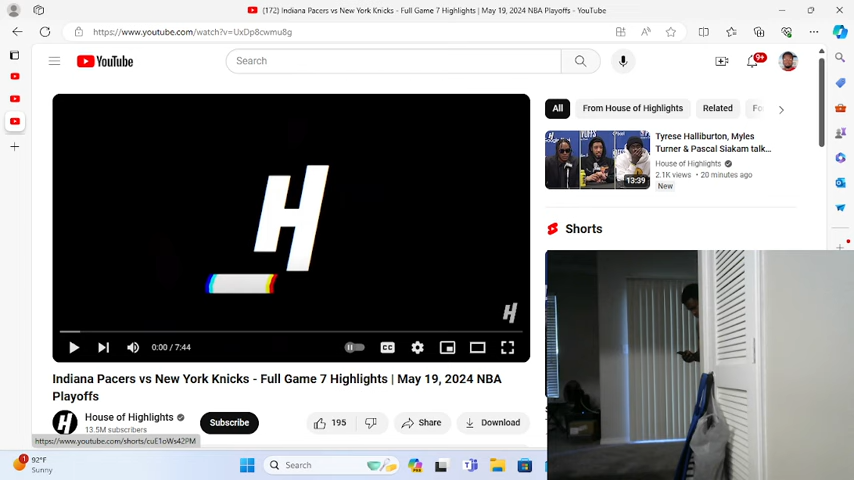 (172) Indiana Pacers vs New York Knicks - Full Game 7 Highlights | May 19, 2024 NBA Playoffs - YouTube
https://www.youtube.com/watch?v=UxDp8cwmu8g
YouTube
Search
9+
H
H
0:00 / 7:44
CC
Indiana Pacers vs New York Knicks - Full Game 7 Highlights | May 19, 2024 NBA
Playoffs
H
House of Highlights
13.5M subscribers
Subscribe
195
Share
Download
https://www.youtube.com/shorts/cuE1oWs42PM
All
From House of Highlights
Related
Fo
13:39
Tyrese Halliburton, Myles
Turner & Pascal Siakam talk...
House of Highlights
2.1K views • 20 minutes ago
New
Shorts
1
92°F
Sunny
Search